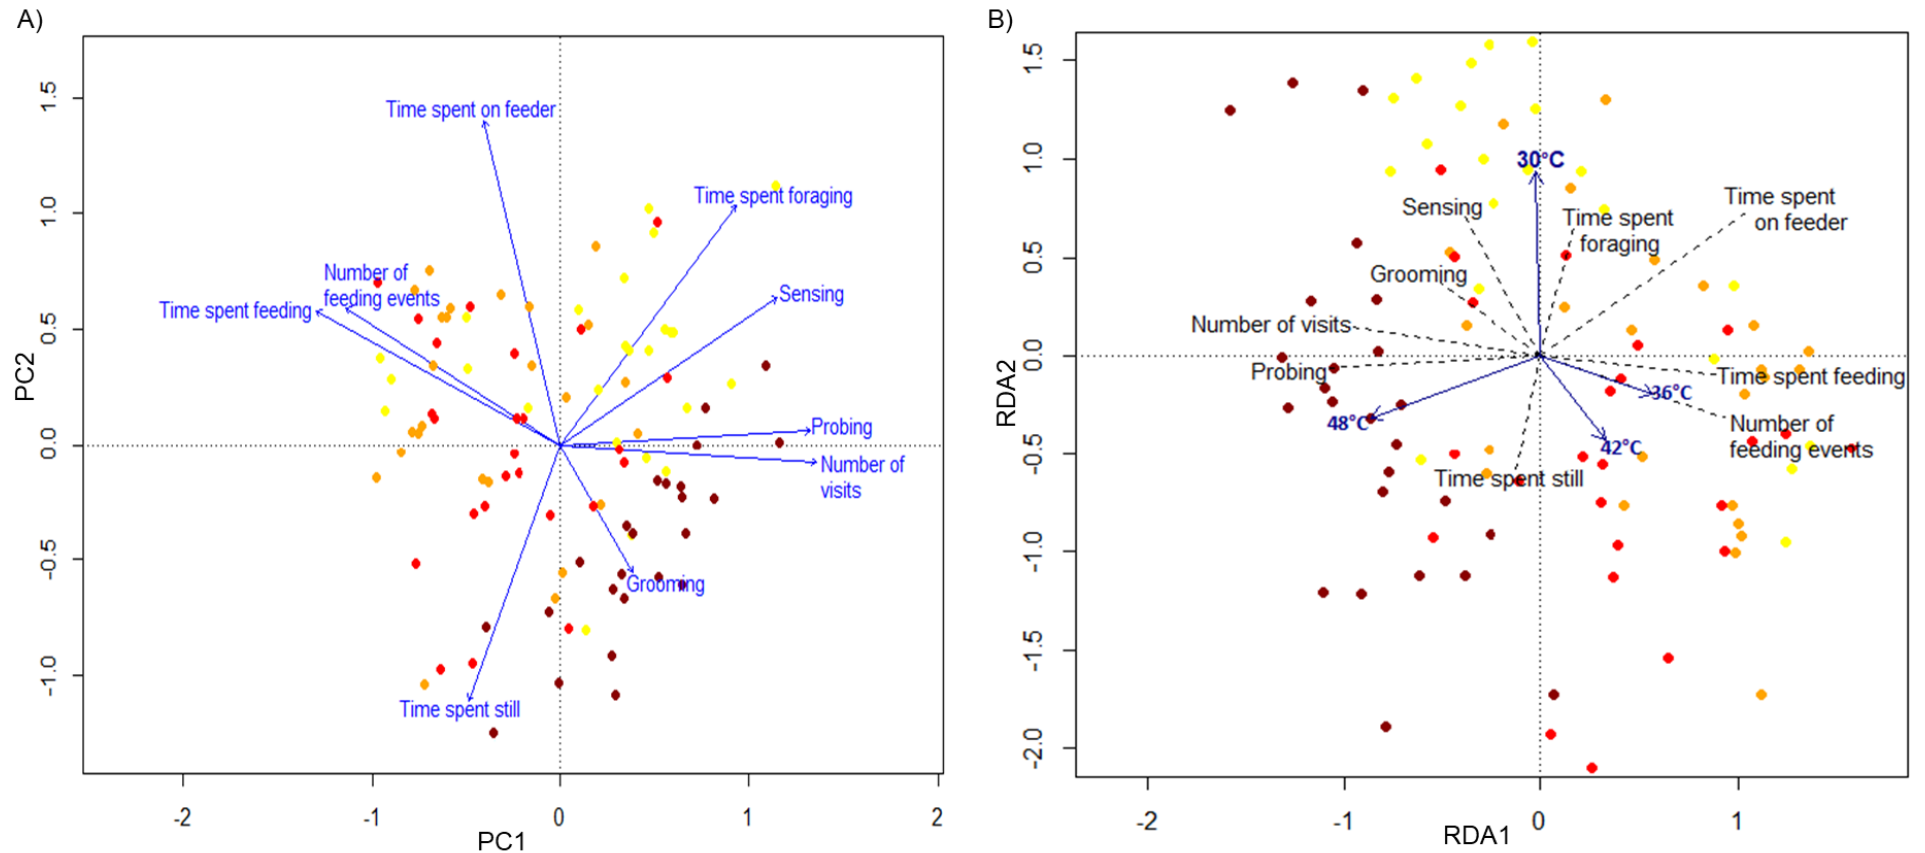 A)
1.5
1.0
0.5
0.0
-0.5
-1.0
PC2
Time spent on feeder
Time spent foraging
Number of
feeding events
Time spent feeding
Sensing
Probing
Number of
visits
Grooming
Time spent still
-2
-1
0
1
2
PC1
B)
1.5
1.0
0.5
0.0
-0.5
-1.0
-1.5
-2.0
RDA2
30°C
Sensing
Time spent
foraging
Time spent
on feeder
Grooming
Number of visits
Probing
Time spent feeding
36°C
48°C
42°C
Number of
feeding events
Time spent still
-2
-1
0
1
RDA1